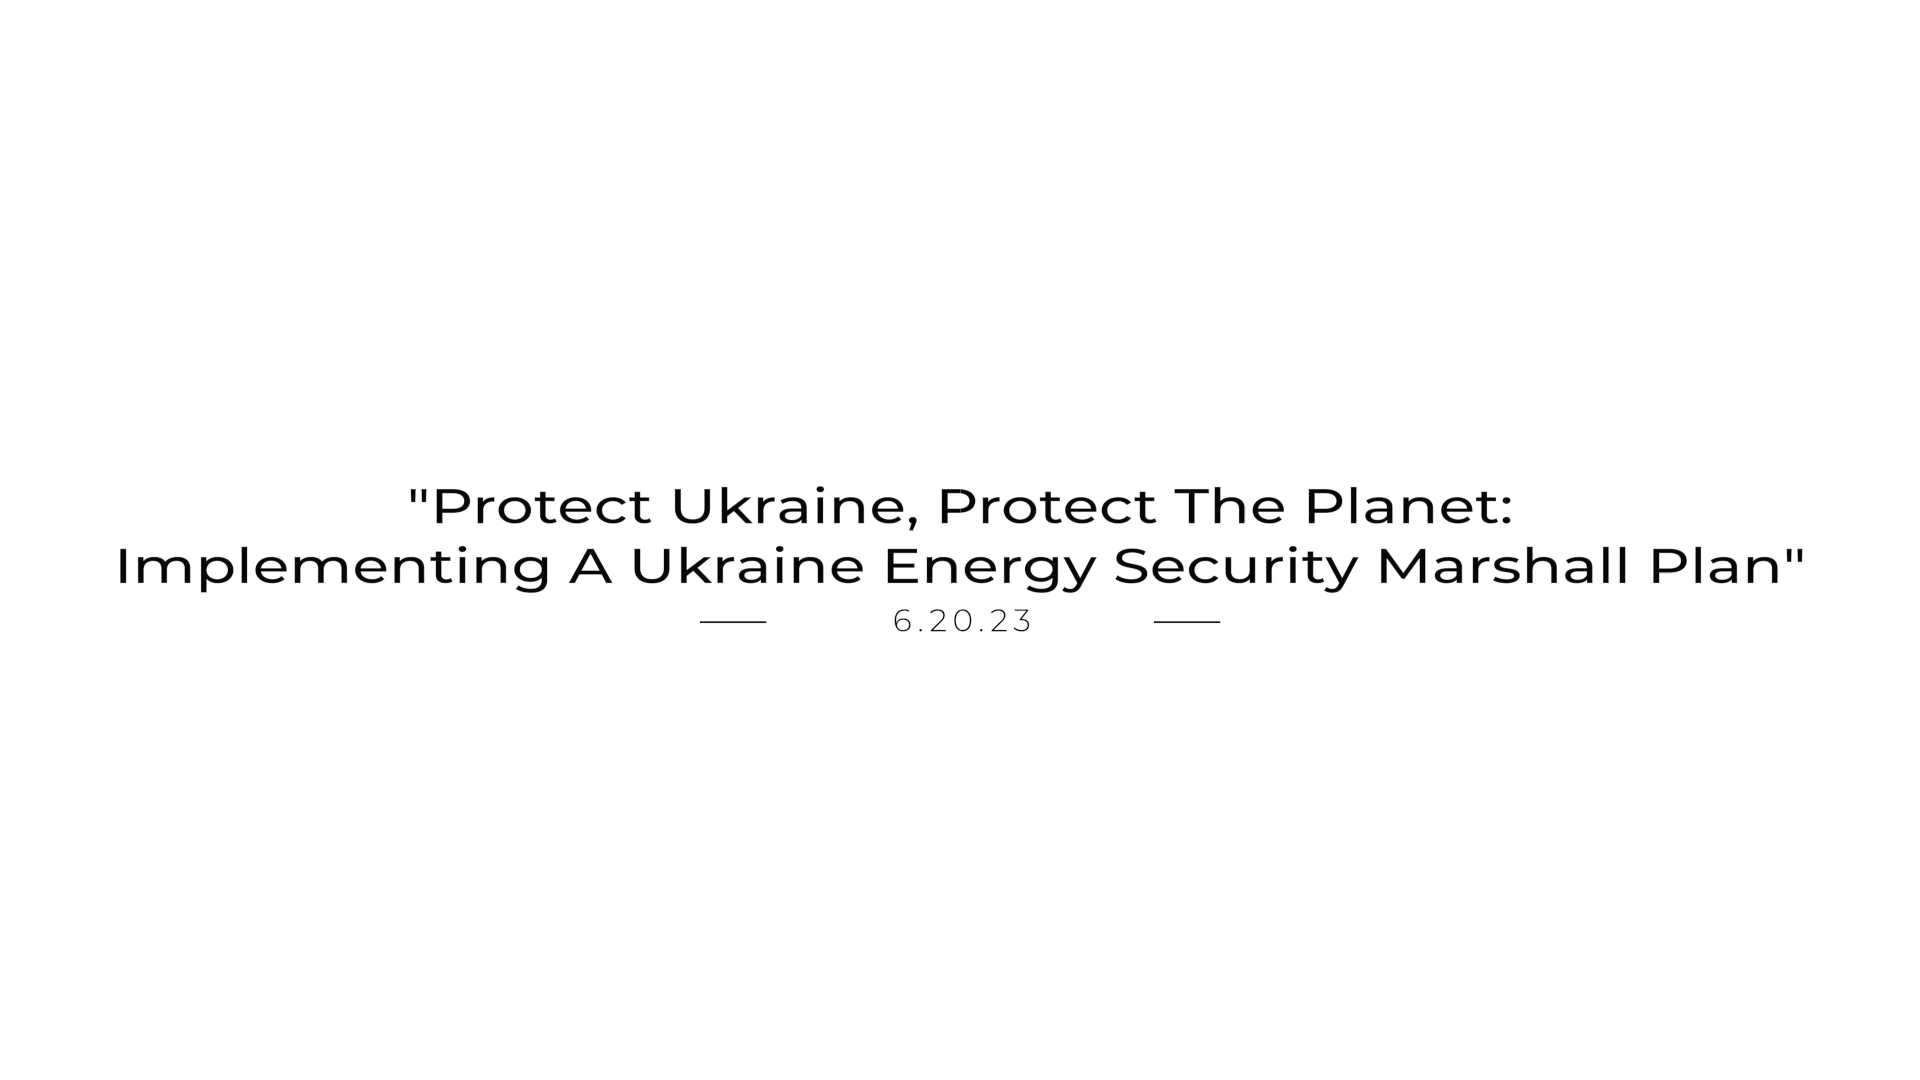 "Protect Ukraine, Protect The Planet:
Implementing A Ukraine Energy Security Marshall Plan"
6.20.23